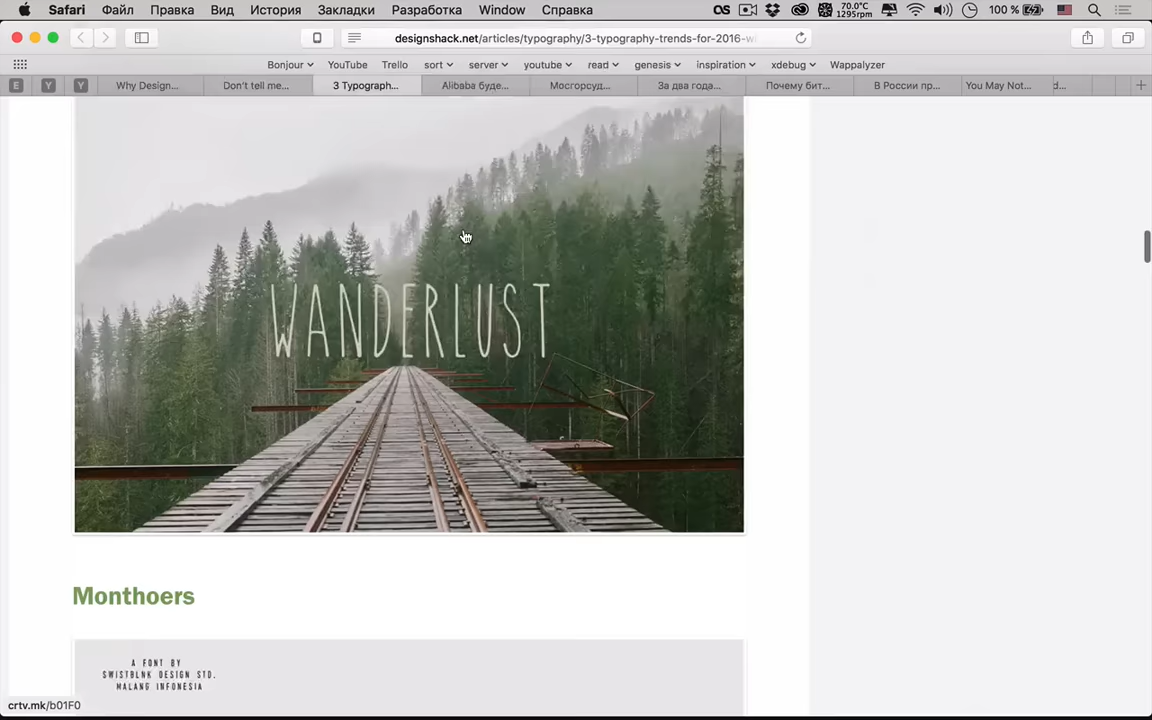 Safari Файл Правка Вид История Закладки Разработка Window Справка
70.0°C
1295rpm
100 %
designshack.net/articles/typography/3-typography-trends-for-2016-w
Bonjour YouTube Trello sort server youtube read genesis inspiration xdebug Wappalyzer
E Y Y Why Design... Don't tell me... 3 Typograph... Alibaba буде... Мосгорсуд... За два года... Почему бит... В России пр... You May Not... d...
WANDERLUST
Monthoers
A FONT BY
SWISTBLNK DESIGN STD.
MALANG INFONESIA
crtv.mk/b01F0